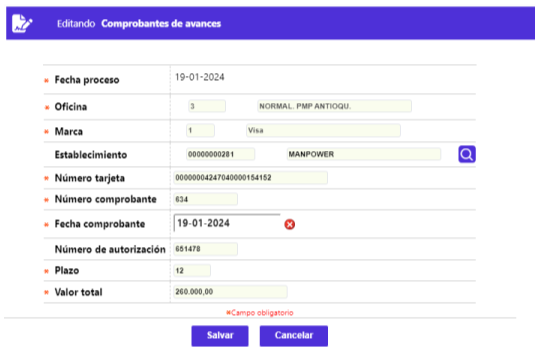 Editando Comprobantes de avances
* Fecha proceso 19-01-2024
* Oficina 3 NORMAL. PMP ANTIOQU.
* Marca 1 Visa
Establecimiento 00000000281 MANPOWER
* Número tarjeta 00000004247040000154152
* Número comprobante 634
* Fecha comprobante 19-01-2024
Número de autorización 651478
* Plazo 12
* Valor total 260.000,00
*Campo obligatorio
Salvar Cancelar